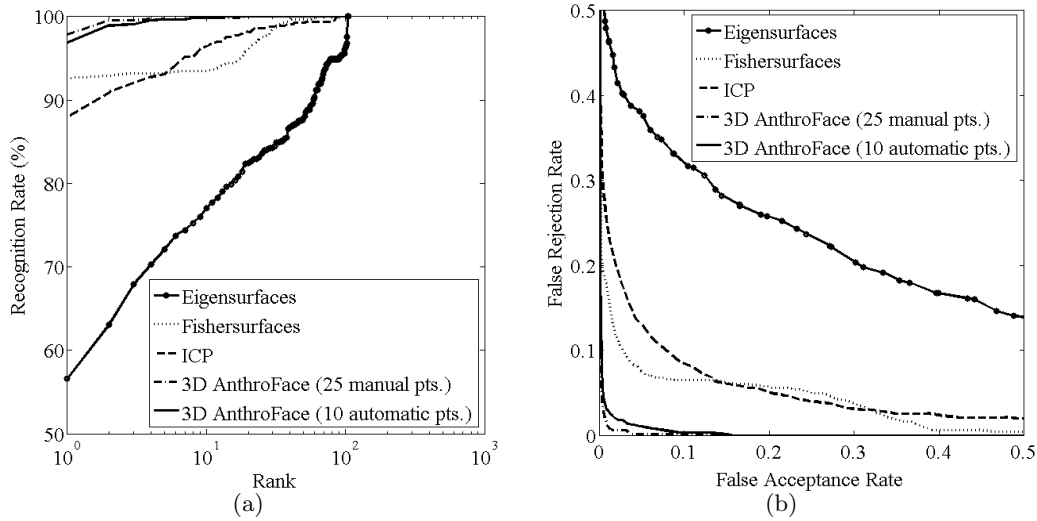 100
90
80
70
60
50
Recognition Rate (%)
Eigensurfaces
Fishersurfaces
ICP
3D AnthroFace (25 manual pts.)
3D AnthroFace (10 automatic pts.)
10^0
10^1
10^2
10^3
Rank
(a)
0.5
0.4
0.3
0.2
0.1
0
False Rejection Rate
Eigensurfaces
Fishersurfaces
ICP
3D AnthroFace (25 manual pts.)
3D AnthroFace (10 automatic pts.)
0
0.1
0.2
0.3
0.4
0.5
False Acceptance Rate
(b)